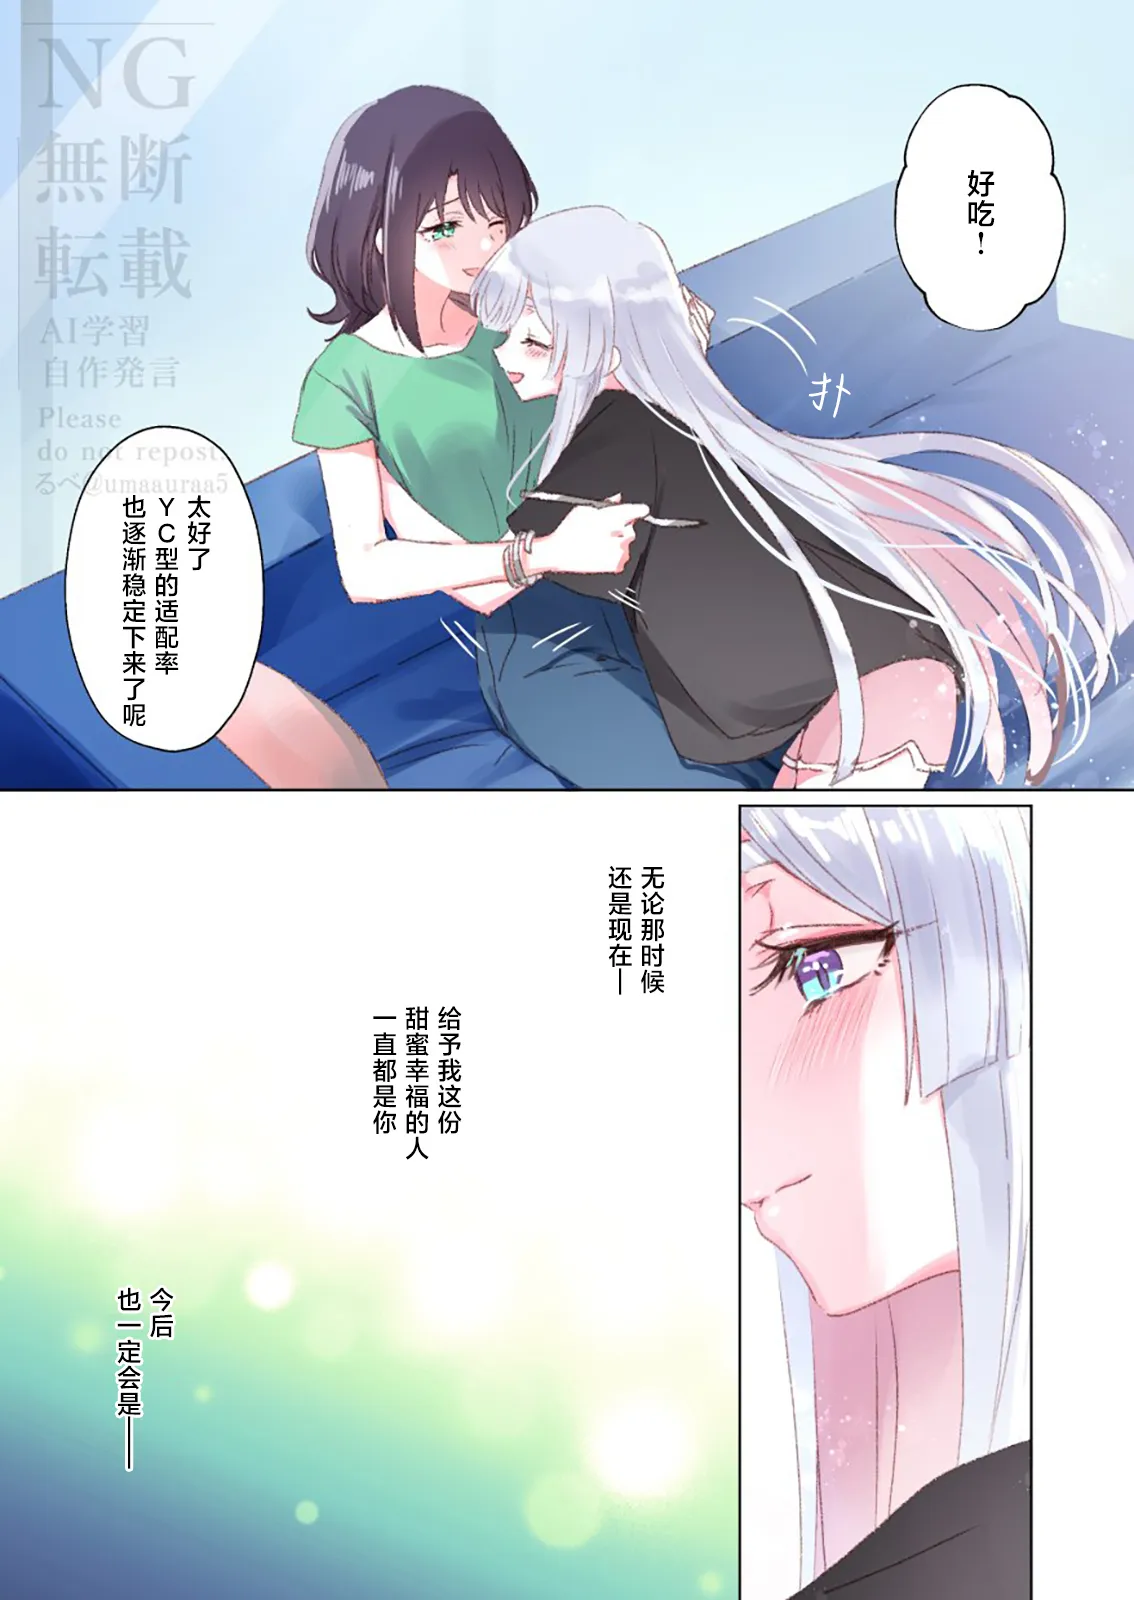 NG
無断
転載
AI学習
自作発言
Please
do not repost.
るべ@umaauraa5
好吃！
扑
太好了
YC型的适配率
也逐渐稳定下来了呢
无论那时候
还是现在—
给予我这份
甜蜜幸福的人
一直都是你
今后
也一定会是——